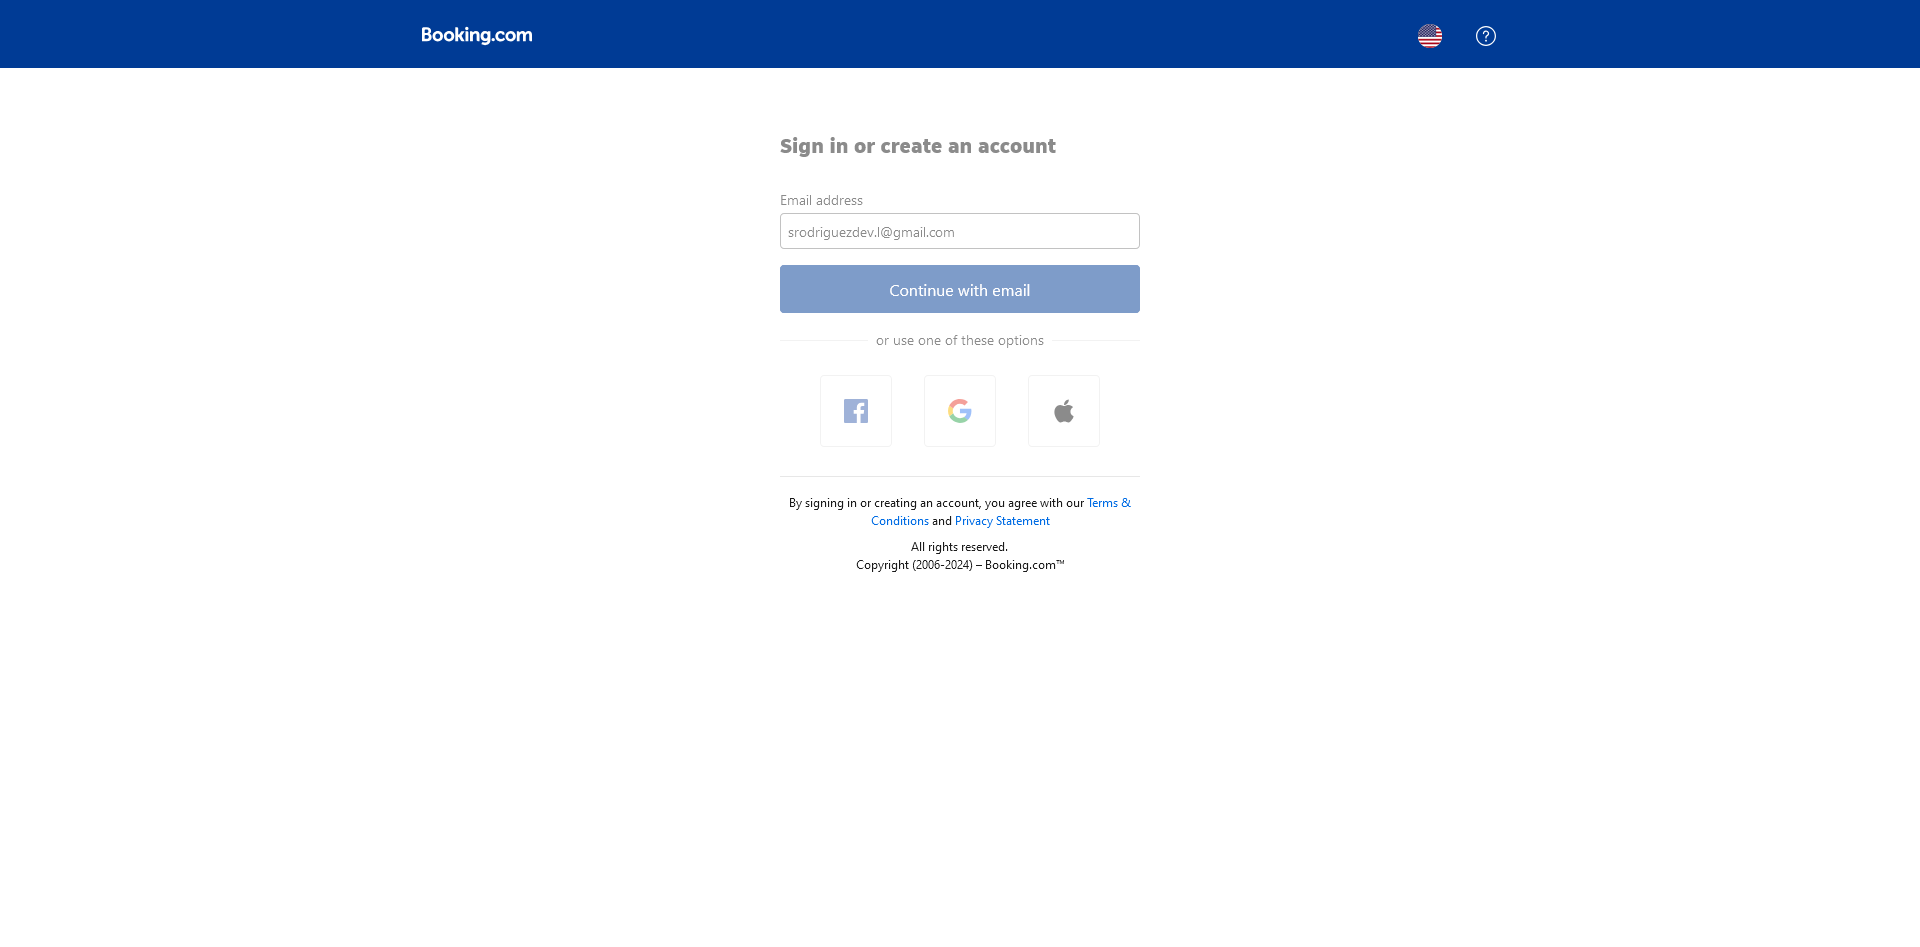 Booking.com
Sign in or create an account
Email address
srodriguezdev.l@gmail.com
Continue with email
or use one of these options
By signing in or creating an account, you agree with our Terms &
Conditions and Privacy Statement
All rights reserved.
Copyright (2006-2024) – Booking.com™